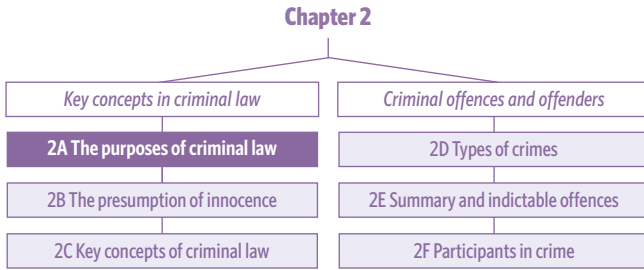 Chapter 2
Key concepts in criminal law
2A The purposes of criminal law
2B The presumption of innocence
2C Key concepts of criminal law
Criminal offences and offenders
2D Types of crimes
2E Summary and indictable offences
2F Participants in crime